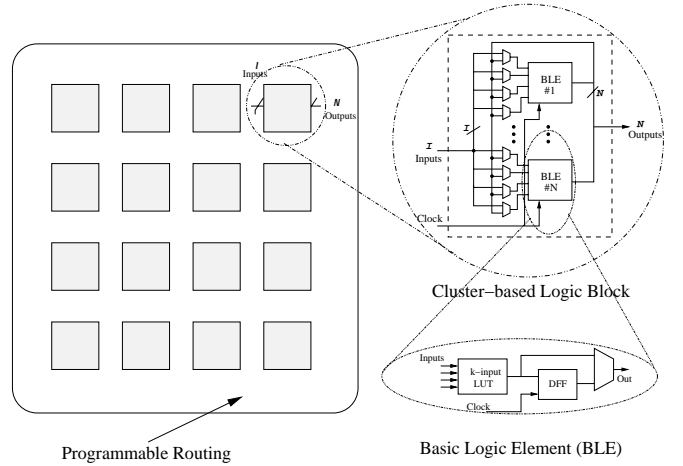 I
Inputs
N
Outputs
BLE
#1
N
I
N
Outputs
I
Inputs
BLE
#N
Clock
Cluster−based Logic Block
Inputs
k−input
LUT
DFF
Out
Clock
Programmable Routing
Basic Logic Element (BLE)